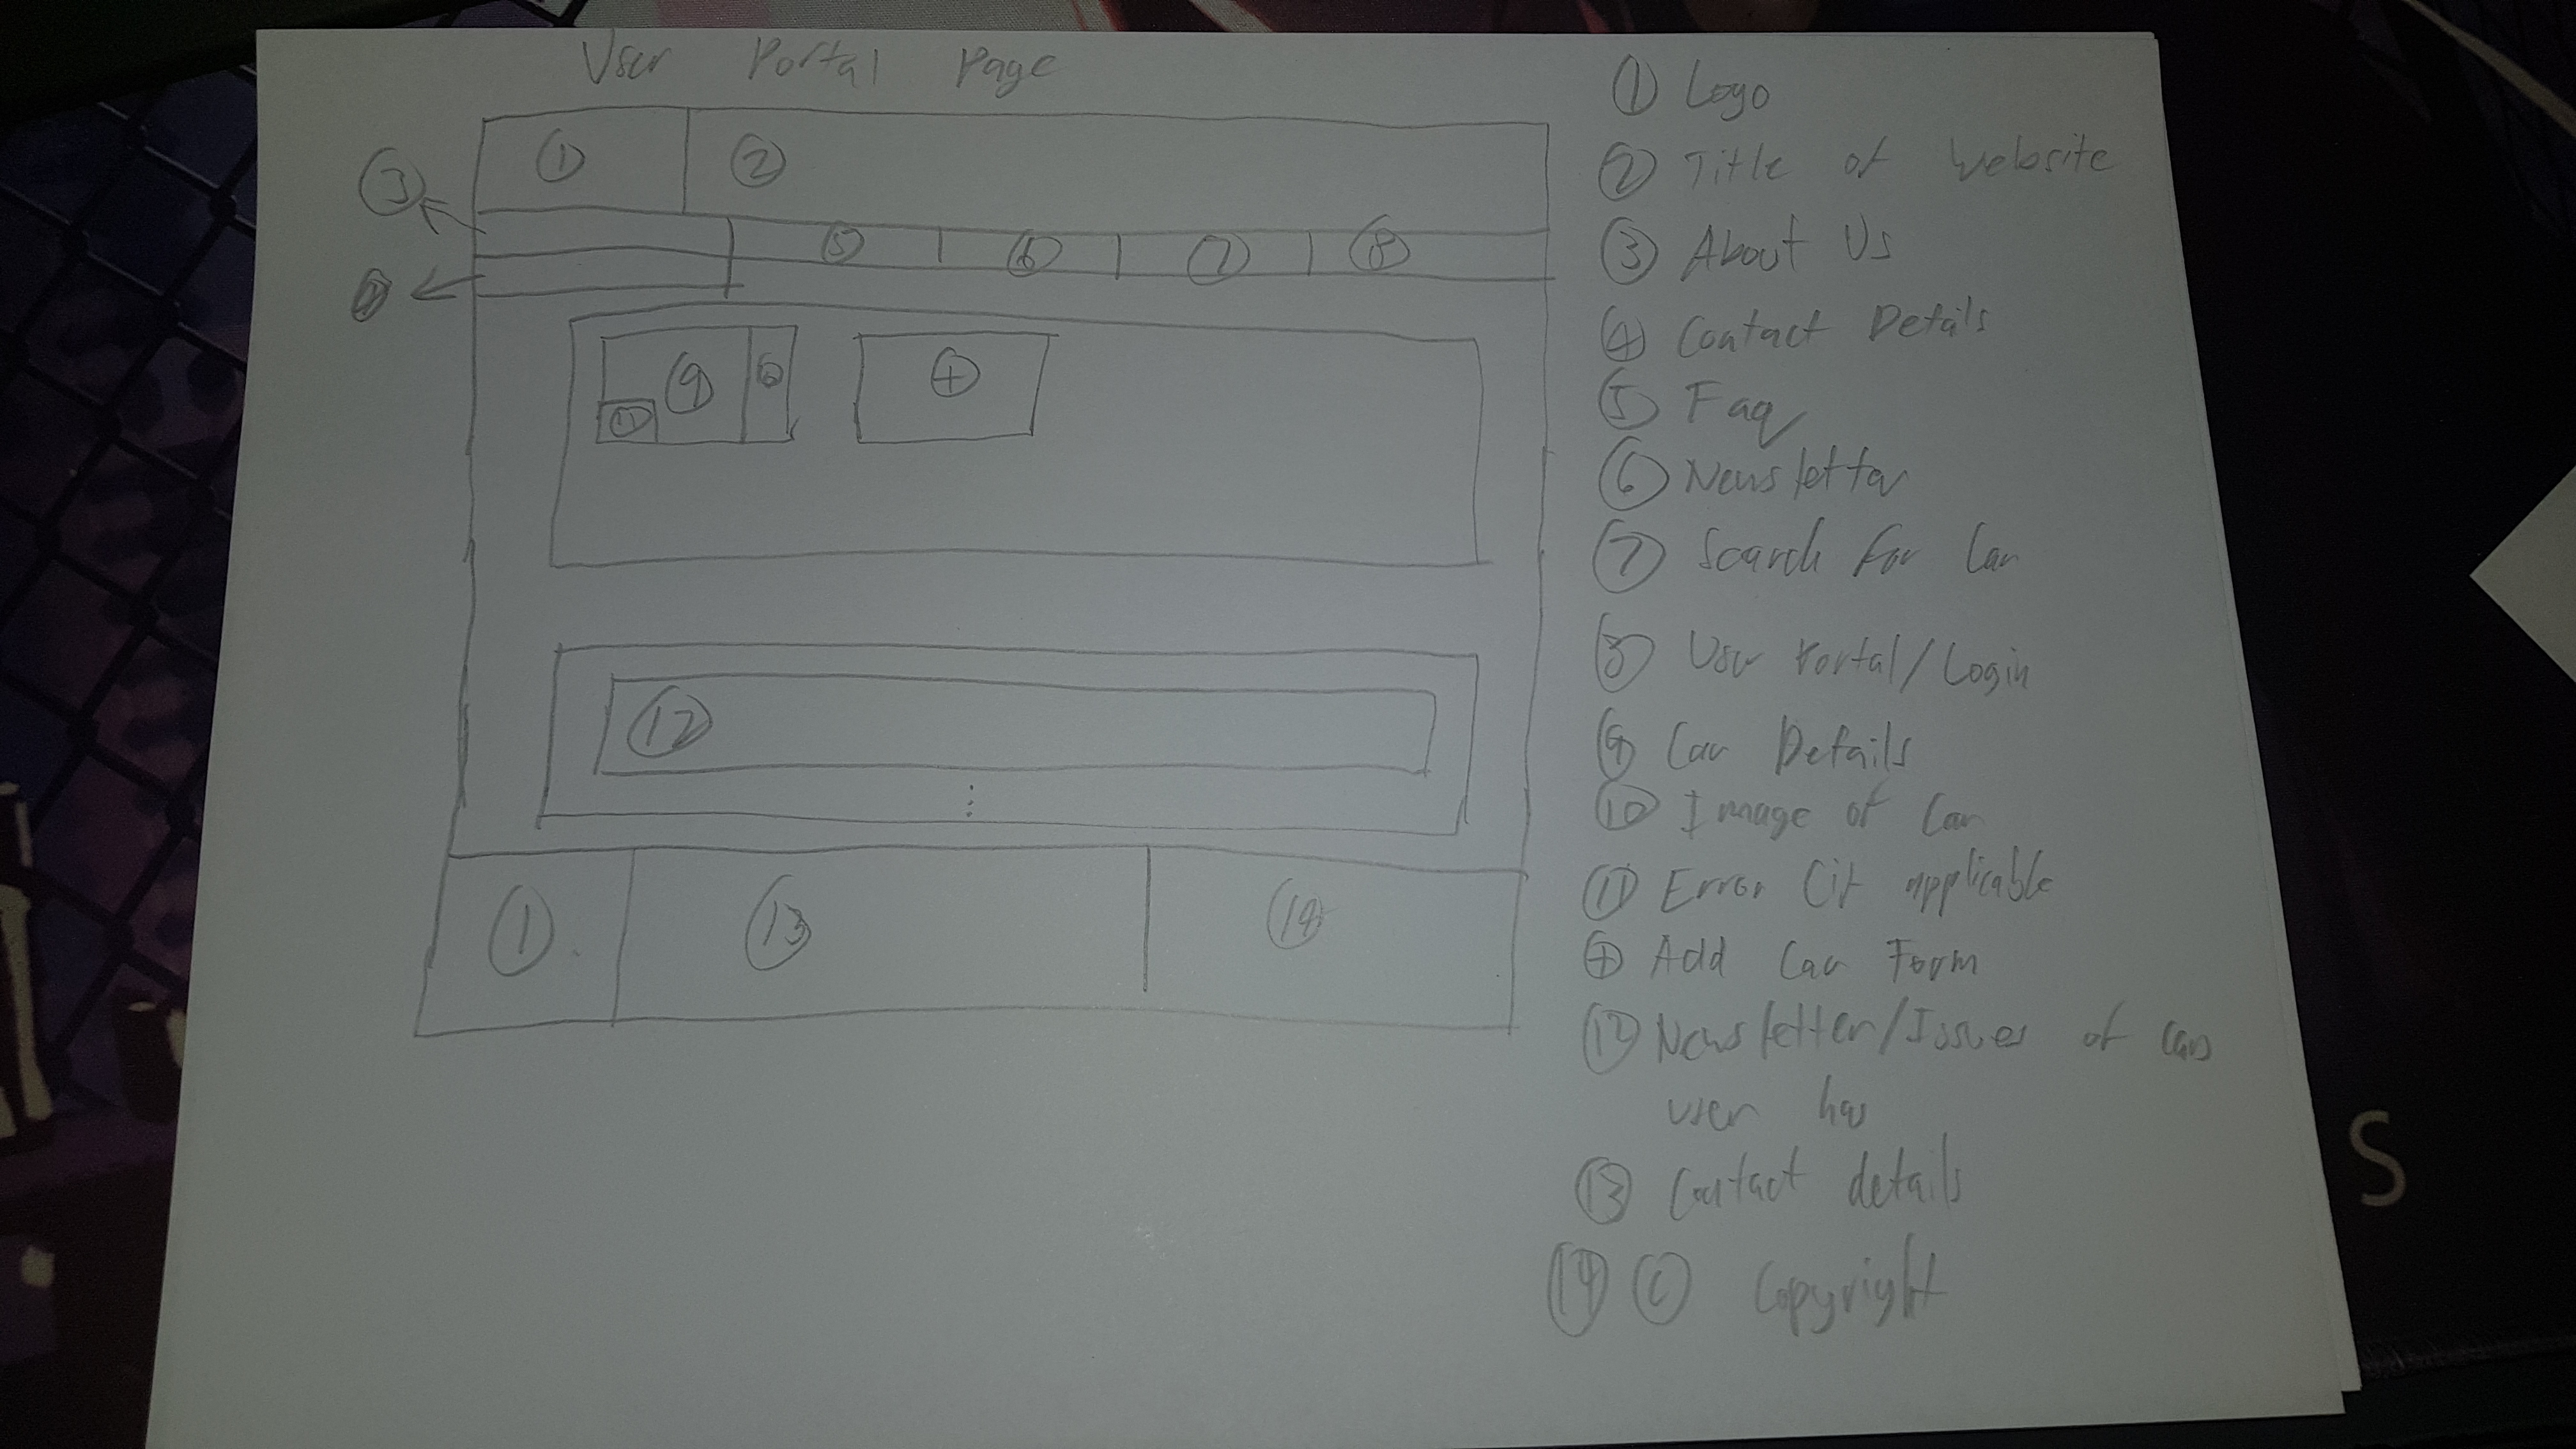 User Portal Page
① ②
③
⑤ ⑥ ⑦ ⑧
④
⑨ ⑩ ⊕
⑪
⑫
① ⑬ ⑭
① Logo
② Title of Website
③ About Us
④ Contact Details
⑤ Faq
⑥ Newsletter
⑦ Search for Car
⑧ User Portal/Login
⑨ Car Details
⑩ Image of Car
⑪ Error (if applicable
⊕ Add Car Form
⑫ Newsletter/Issues of cars
user has
⑬ Contact details
⑭ © Copyright
S